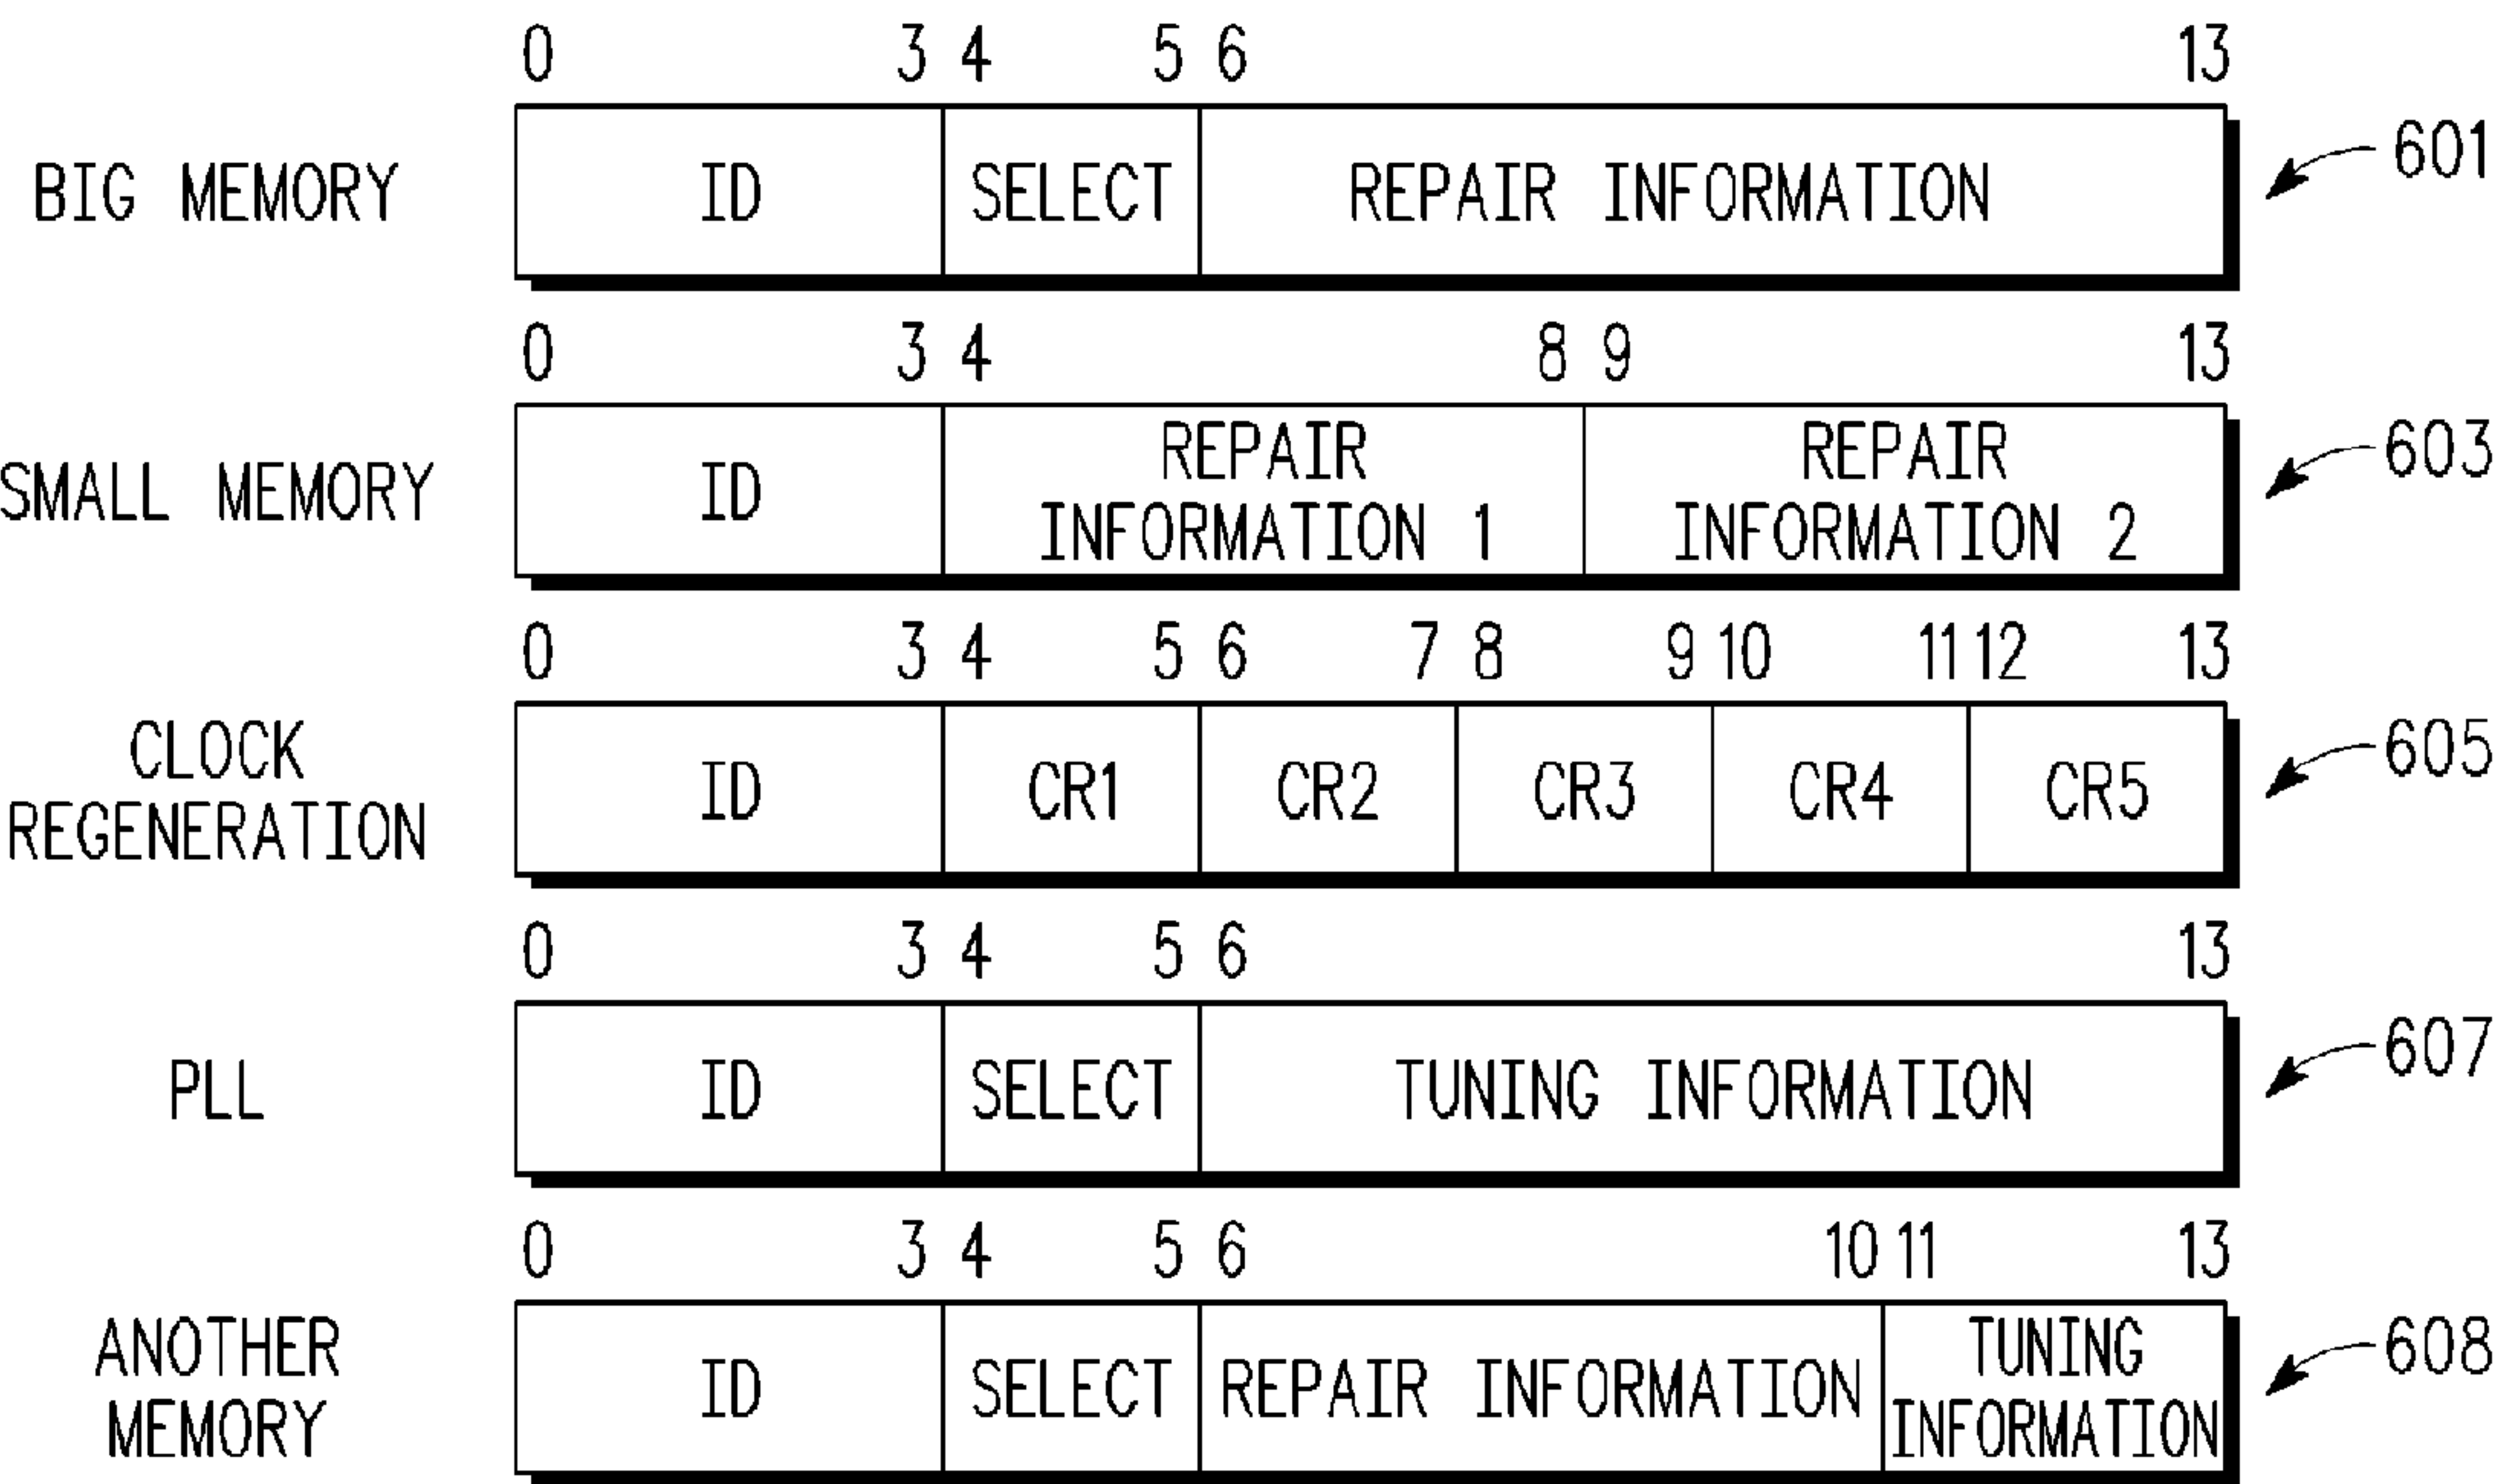 0 3 4 5 6 13
BIG MEMORY ID SELECT REPAIR INFORMATION 601
0 3 4 8 9 13
SMALL MEMORY ID REPAIR INFORMATION 1 REPAIR INFORMATION 2 603
0 3 4 5 6 7 8 9 10 11 12 13
CLOCK REGENERATION ID CR1 CR2 CR3 CR4 CR5 605
0 3 4 5 6 13
PLL ID SELECT TUNING INFORMATION 607
0 3 4 5 6 10 11 13
ANOTHER MEMORY ID SELECT REPAIR INFORMATION TUNING INFORMATION 608